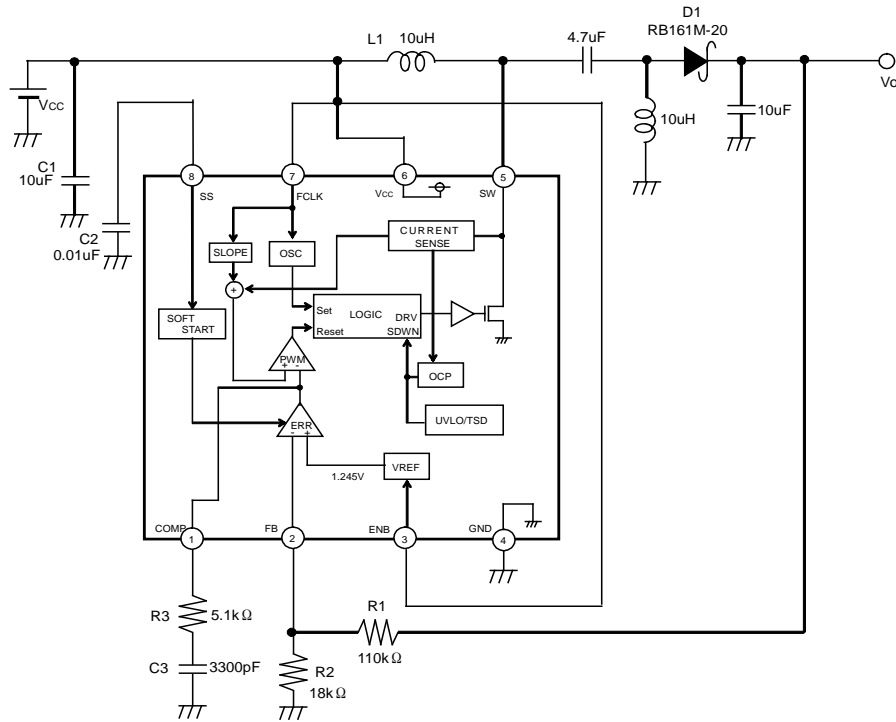 D1
RB161M-20
L1
10uH
4.7uF
Vo
VCC
10uH
10uF
C1
10uF
8
7
6
5
SS
FCLK
VCC
SW
C2
0.01uF
SLOPE
OSC
CURRENT
SENSE
+
SOFT
START
Set
LOGIC
DRV
Reset
SDWN
PWM
+ -
OCP
ERR
- +
UVLO/TSD
1.245V
VREF
COMP
FB
ENB
GND
1
2
3
4
R3
5.1kΩ
R1
110kΩ
C3
3300pF
R2
18kΩ